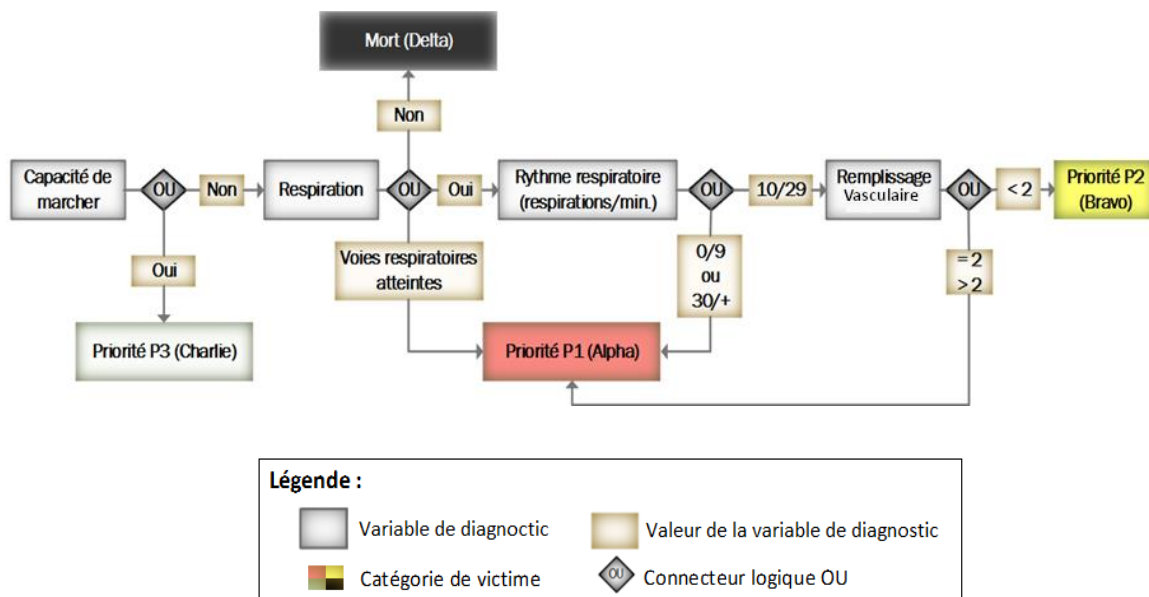 Mort (Delta)
Non
Capacité de
marcher
OU
Non
Respiration
OU
Oui
Rythme respiratoire
(respirations/min.)
OU
10/29
Remplissage
Vasculaire
OU
< 2
Priorité P2
(Bravo)
Oui
Voies respiratoires
atteintes
0/9
ou
30/+
= 2
> 2
Priorité P3 (Charlie)
Priorité P1 (Alpha)
Légende :
Variable de diagnoctic
Valeur de la variable de diagnostic
Catégorie de victime
OU
Connecteur logique OU